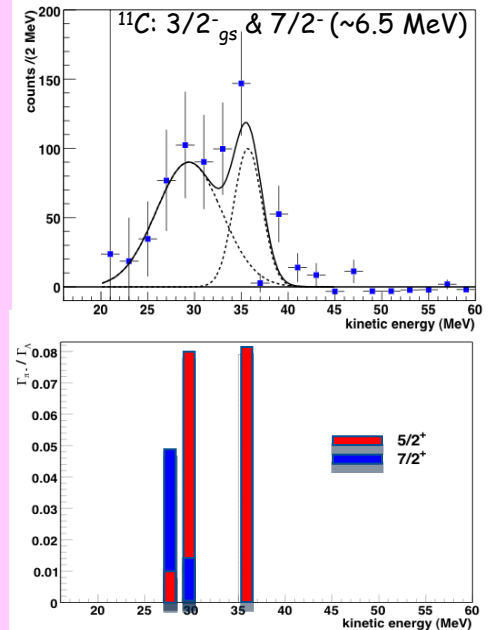 ¹¹C: 3/2⁻gs & 7/2⁻ (~6.5 MeV)
counts /(2 MeV)
200
150
100
50
0
20 25 30 35 40 45 50 55 60
kinetic energy (MeV)
Γπ- / ΓΛ
0.08
0.07
0.06
0.05
0.04
0.03
0.02
0.01
0
5/2⁺
7/2⁺
20 25 30 35 40 45 50 55 60
kinetic energy (MeV)